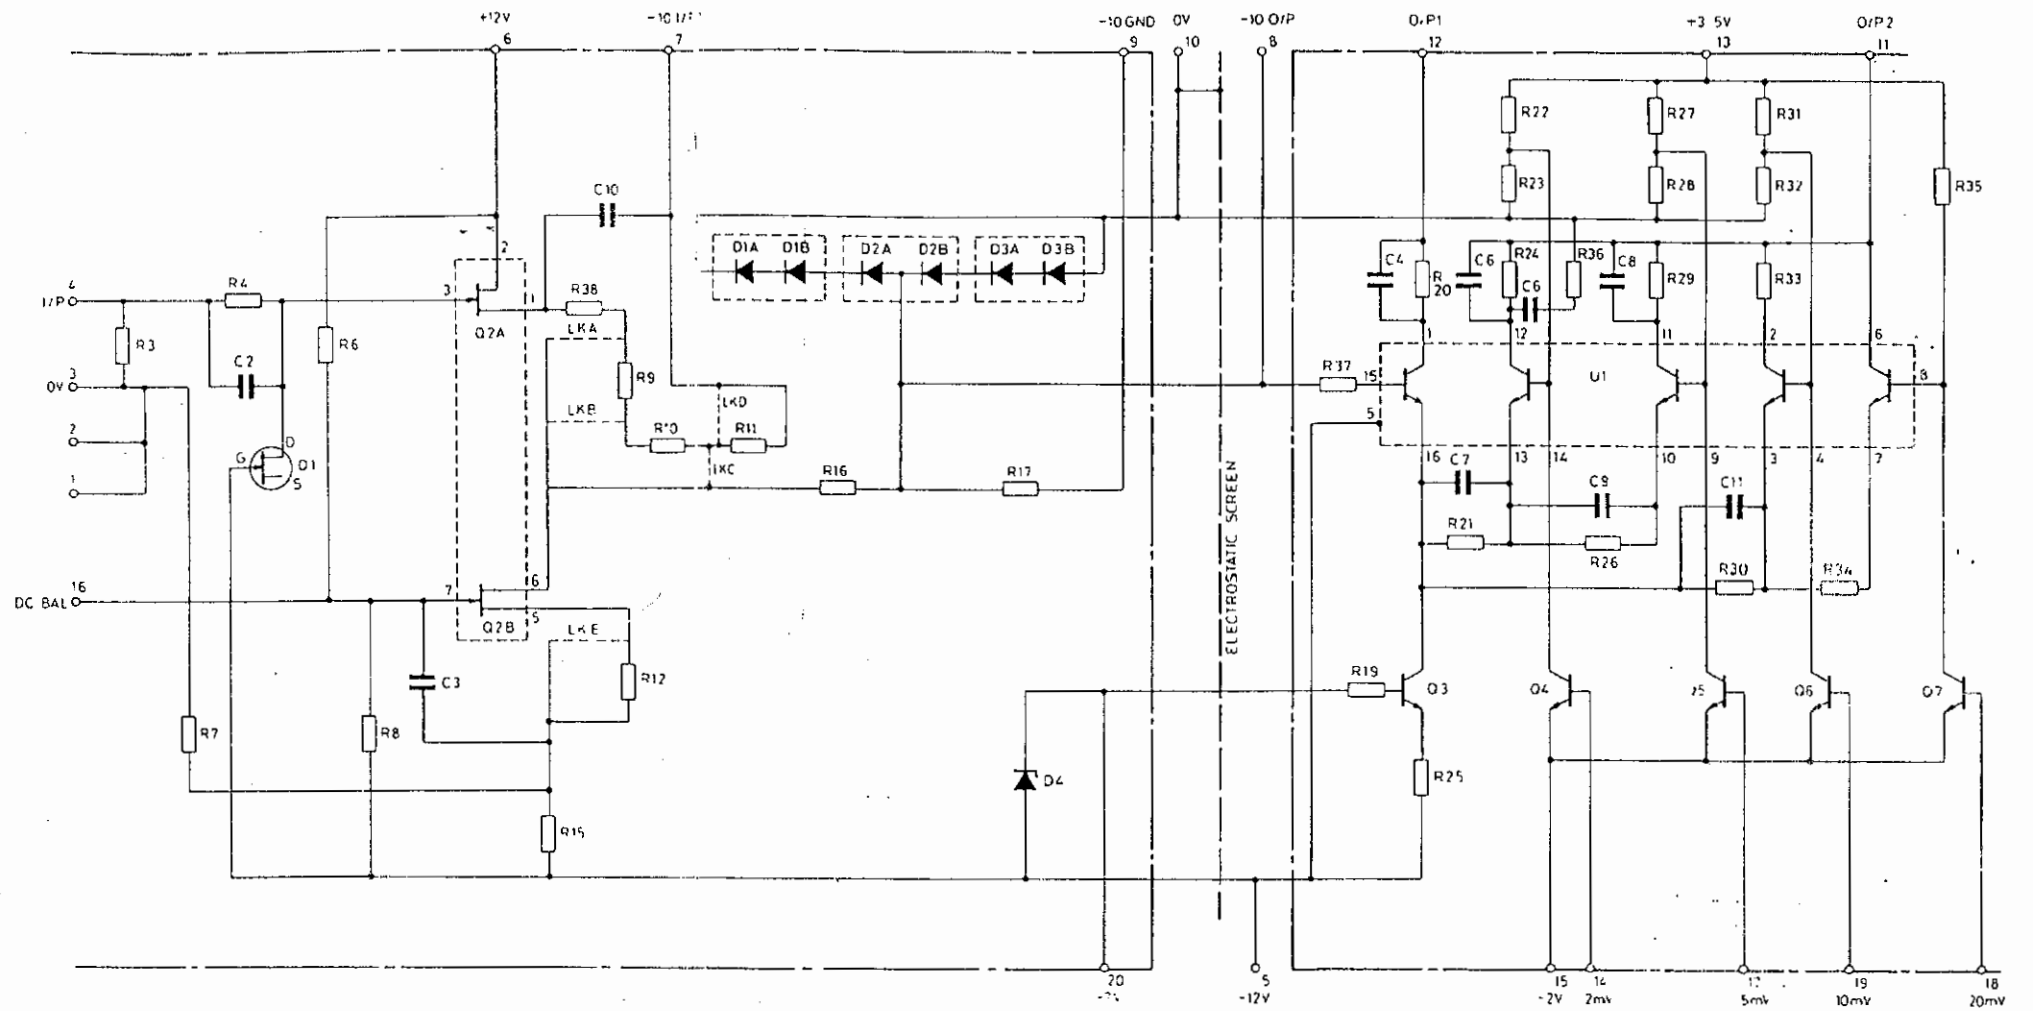 +12V
-10 I/P
-10 GND
0V
-10 O/P
O/P1
+3 5V
O/P2
6
7
9
10
8
12
13
11
R22
R27
R31
R23
R28
R32
R35
C10
2
D1A
D1B
D2A
D2B
D3A
D3B
C4
R
20
C6
R24
R36
C8
R29
R33
C6
4
I/P
R4
3
1
R38
Q2A
LKA
R3
R6
C2
3
0V
R9
LKB
LKD
R10
R11
LKC
2
1
G
D
S
D1
R16
R17
R37
15
5
1
12
11
2
6
U1
8
16
C7
13
14
10
9
3
4
7
C9
C11
R21
R26
R30
R34
ELECTROSTATIC SCREEN
16
DC BAL
7
6
5
Q2B
LKE
C3
R12
R7
R8
R15
D4
R19
Q3
Q4
Q6
Q7
R25
20
5
-12V
15
-2V
14
2mV
5mV
19
10mV
18
20mV